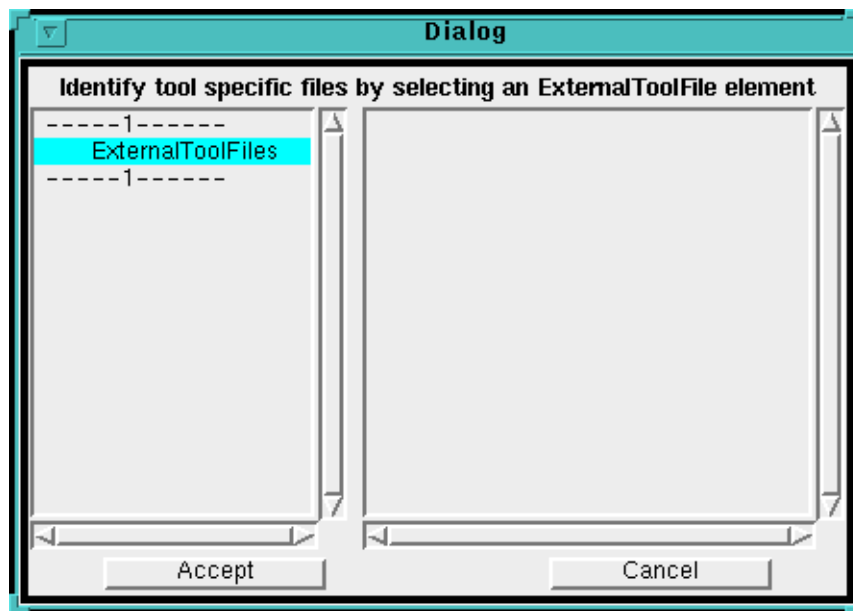 Dialog
Identify tool specific files by selecting an ExternalToolFile element
-----1------
ExternalToolFiles
-----1------
Accept
Cancel